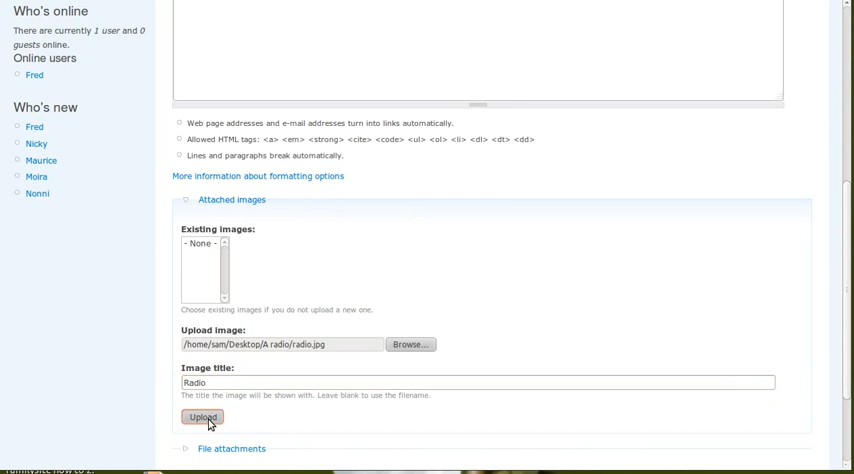 Who's online
There are currently 1 user and 0
guests online.
Online users
Fred
Who's new
Fred
Nicky
Maurice
Moira
Nonni
Web page addresses and e-mail addresses turn into links automatically.
Allowed HTML tags: <a> <em> <strong> <cite> <code> <ul> <ol> <li> <dl> <dt> <dd>
Lines and paragraphs break automatically.
More information about formatting options
Attached images
Existing images:
- None -
Choose existing images if you do not upload a new one.
Upload image:
/home/sam/Desktop/A radio/radio.jpg Browse...
Image title:
Radio
The title the image will be shown with. Leave blank to use the filename.
Upload
File attachments